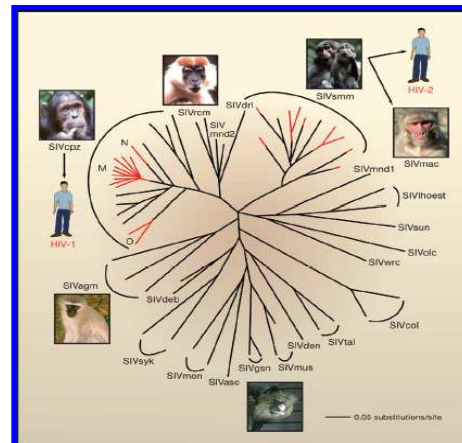 SIVsmm
HIV-2
SIVrcm
SIVdrl
SIV
mnd2
SIVcpz
N
M
SIVmac
SIVmnd1
SIVlhoest
SIVsun
SIVolc
SIVwrc
O
HIV-1
SIVagm
SIVdeb
SIVcol
SIVtal
SIVden
SIVsyk
SIVmon
SIVasc
SIVgsn
SIVmus
0.05 substitutions/site